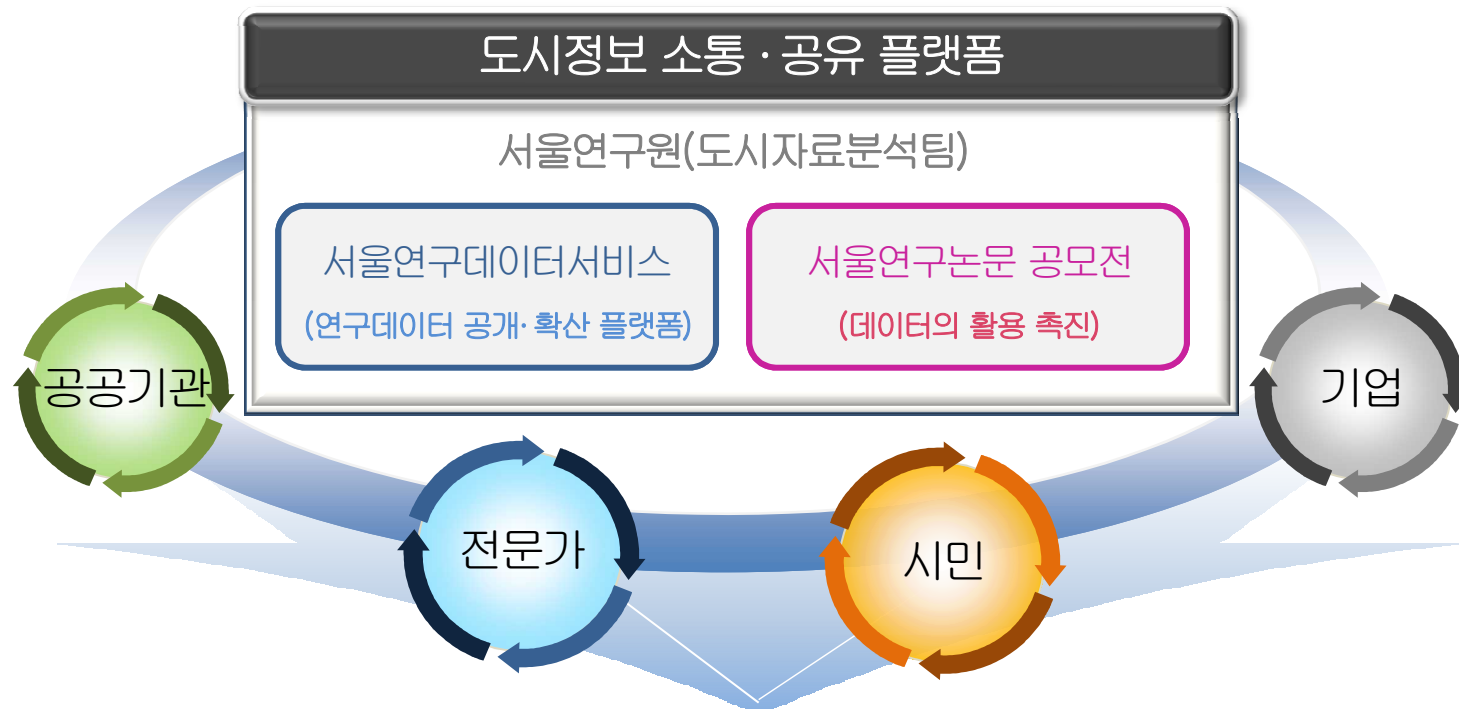 도시정보 소통 · 공유 플랫폼
서울연구원(도시자료분석팀)
서울연구데이터서비스
(연구데이터 공개· 확산 플랫폼)
서울연구논문 공모전
(데이터의 활용 촉진)
공공기관
전문가
시민
기업